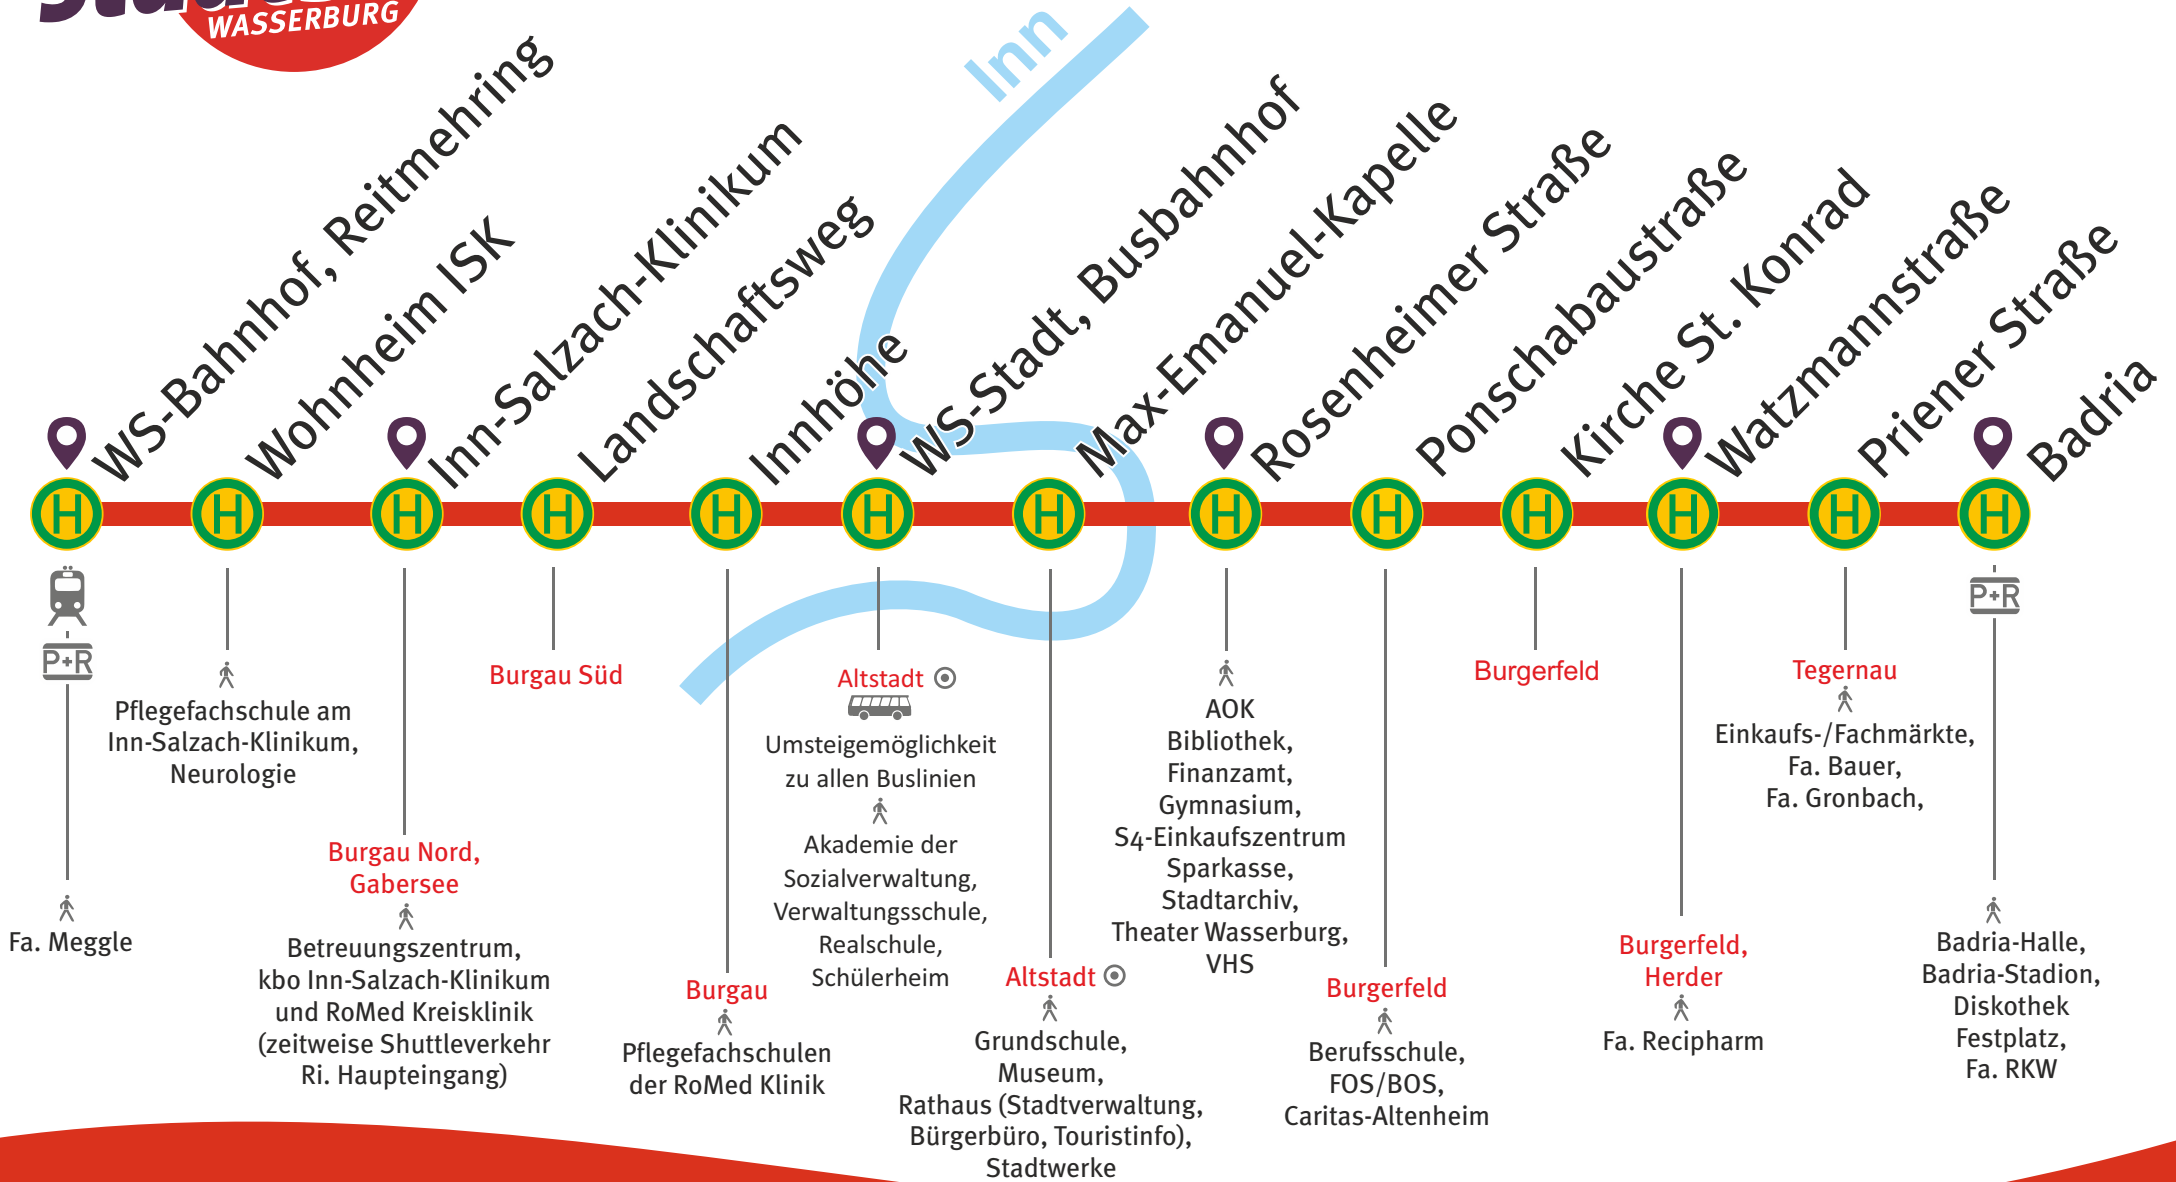 WASSERBURG
Inn
WS-Bahnhof, Reitmehring
Wohnheim ISK
Inn-Salzach-Klinikum
Landschaftsweg
Innhöhe
WS-Stadt, Busbahnhof
Max-Emanuel-Kapelle
Rosenheimer Straße
Ponschabaustraße
Kirche St. Konrad
Watzmannstraße
Priener Straße
Badria
H H H H H H H H H H H H H
P+R
Fa. Meggle
Pflegefachschule am
Inn-Salzach-Klinikum,
Neurologie
Burgau Nord,
Gabersee
Betreuungszentrum,
kbo Inn-Salzach-Klinikum
und RoMed Kreisklinik
(zeitweise Shuttleverkehr
Ri. Haupteingang)
Burgau Süd
Burgau
Pflegefachschulen
der RoMed Klinik
Altstadt
Umsteigemöglichkeit
zu allen Buslinien
Akademie der
Sozialverwaltung,
Verwaltungsschule,
Realschule,
Schülerheim
Altstadt
Grundschule,
Museum,
Rathaus (Stadtverwaltung,
Bürgerbüro, Touristinfo),
Stadtwerke
AOK
Bibliothek,
Finanzamt,
Gymnasium,
S4-Einkaufszentrum
Sparkasse,
Stadtarchiv,
Theater Wasserburg,
VHS
Burgerfeld
Berufsschule,
FOS/BOS,
Caritas-Altenheim
Burgerfeld
Burgerfeld,
Herder
Fa. Recipharm
Tegernau
Einkaufs-/Fachmärkte,
Fa. Bauer,
Fa. Gronbach,
P+R
Badria-Halle,
Badria-Stadion,
Diskothek
Festplatz,
Fa. RKW